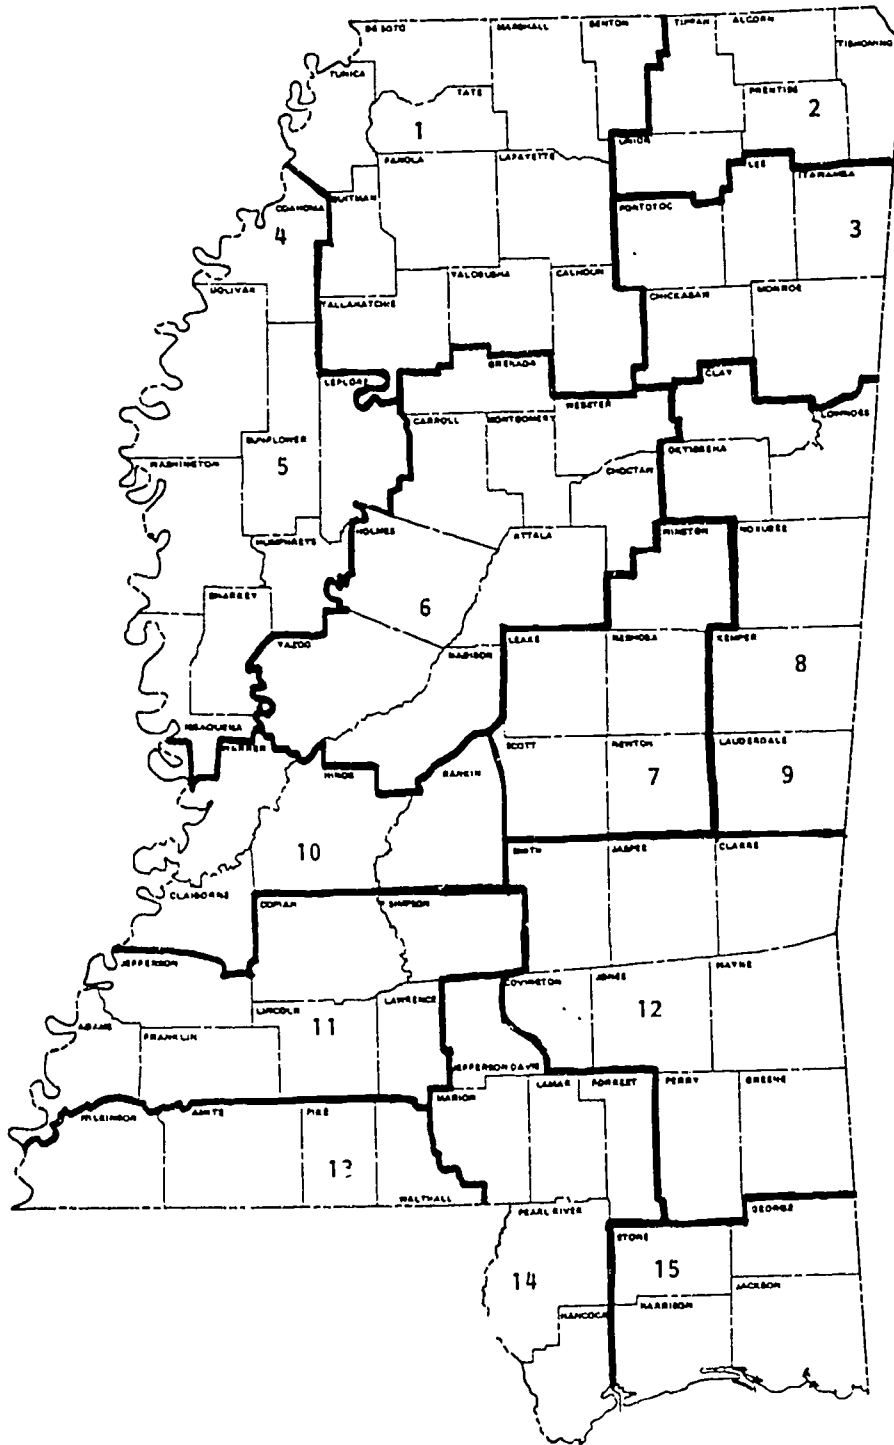 DE SOTO
MARSHALL
BENTON
TIPPAH
ALCORN
TISHOMINGO
TUNICA
TATE
PRENTISS
1
2
UNION
PANOLA
LAFAYETTE
LEE
ITAWAMBA
COAHOMA
QUITMAN
PONTOTOC
4
3
BOLIVAR
TALLAHATCHIE
YALOBUSHA
CALHOUN
CHICKASAW
MONROE
GRENADA
LEFLORE
CLAY
WEBSTER
LOWNDES
CARROLL
MONTGOMERY
SUNFLOWER
WASHINGTON
5
CHOCTAW
OKTIBBEHA
HOLMES
ATTALA
WINSTON
NOXUBEE
HUMPHREYS
SHARKEY
6
YAZOO
MADISON
LEAKE
NESHOBA
KEMPER
8
ISSAQUENA
WARREN
HINDS
RANKIN
SCOTT
NEWTON
LAUDERDALE
7
9
10
SMITH
JASPER
CLARKE
CLAIBORNE
COPIAH
SIMPSON
JEFFERSON
COVINGTON
JONES
WAYNE
ADAMS
FRANKLIN
LINCOLN
LAWRENCE
11
12
JEFFERSON DAVIS
MARION
LAMAR
FORREST
PERRY
GREENE
WILKINSON
AMITE
PIKE
13
WALTHALL
PEARL RIVER
STONE
GEORGE
14
15
HANCOCK
HARRISON
JACKSON